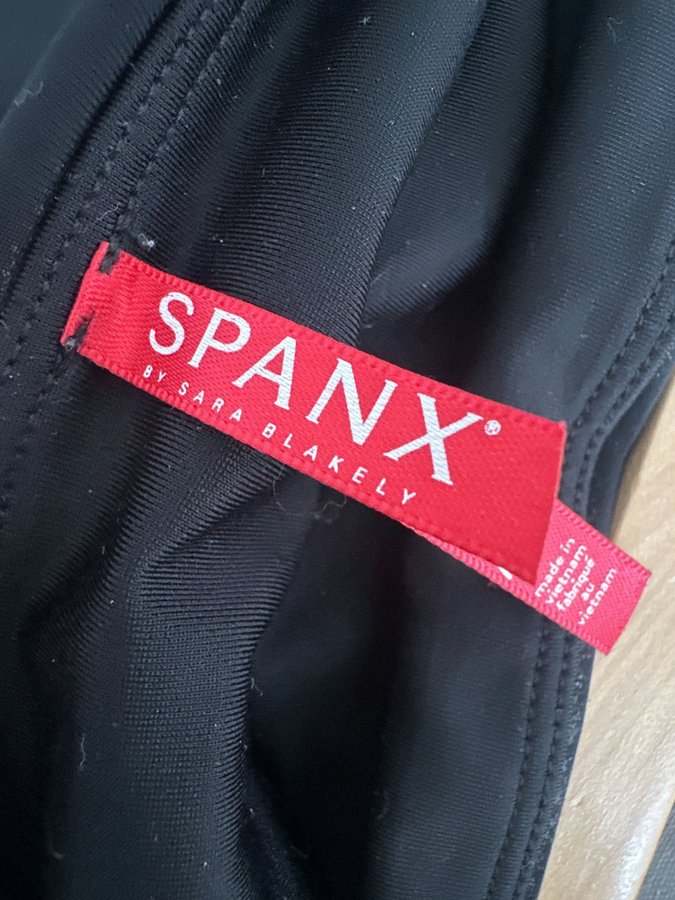 SPANX®
BY SARA BLAKELY
made in
vietnam
fabriqué
au
vietnam